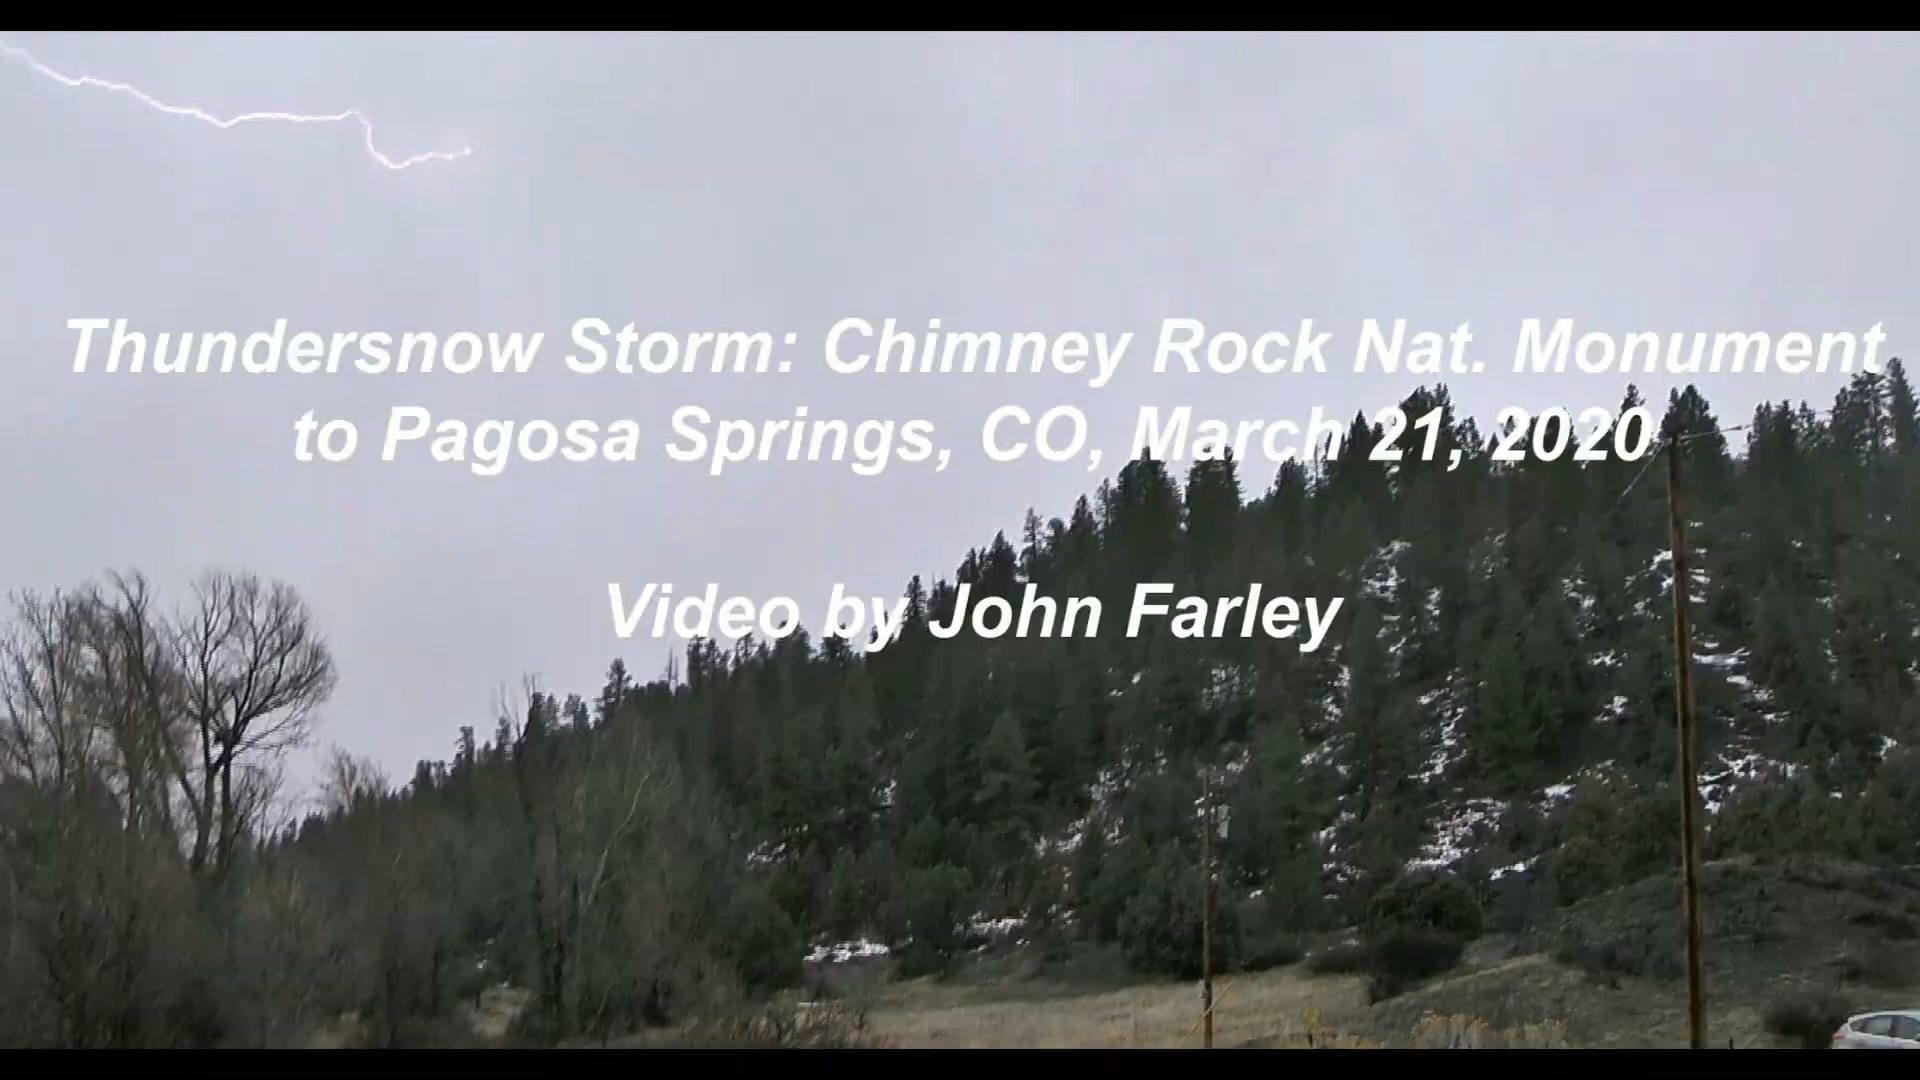 Thundersnow Storm: Chimney Rock Nat. Monument
to Pagosa Springs, CO, March 21, 2020
Video by John Farley